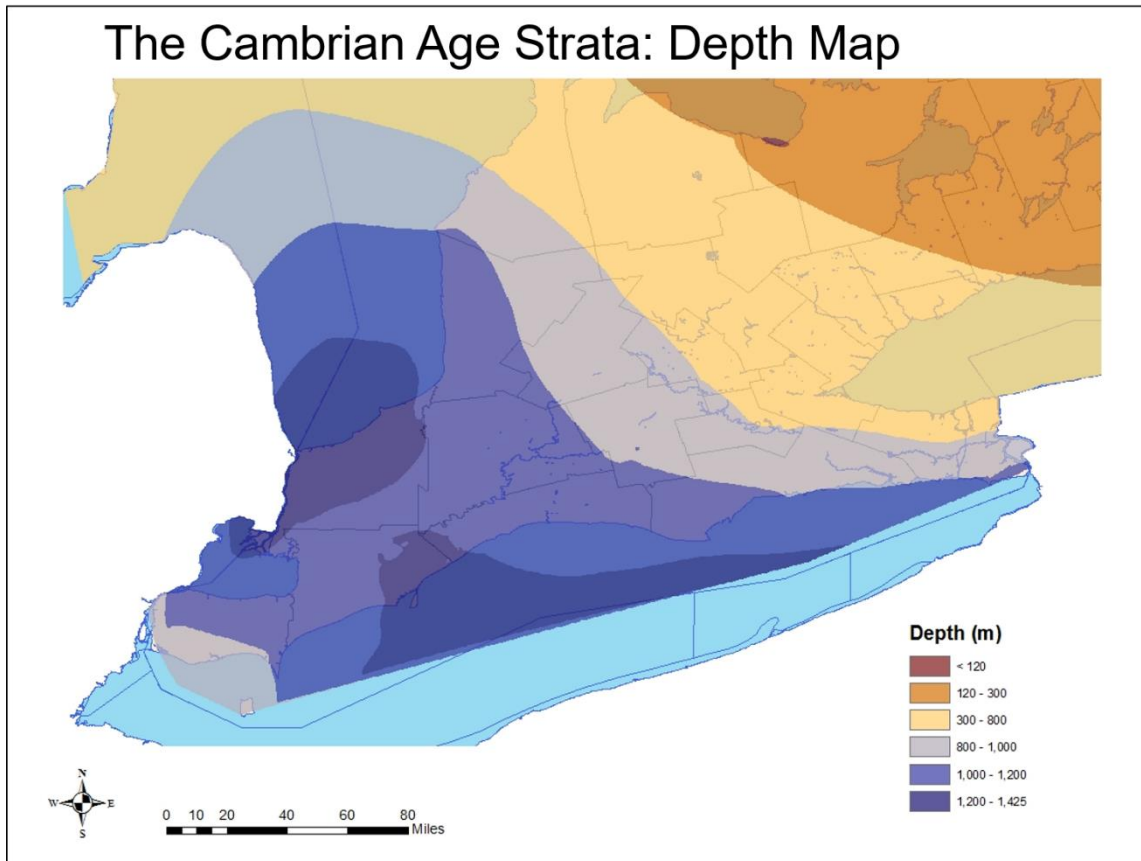 The Cambrian Age Strata: Depth Map
Depth (m)
< 120
120 - 300
300 - 800
800 - 1,000
1,000 - 1,200
1,200 - 1,425
N
W E
S
0 10 20 40 60 80
Miles